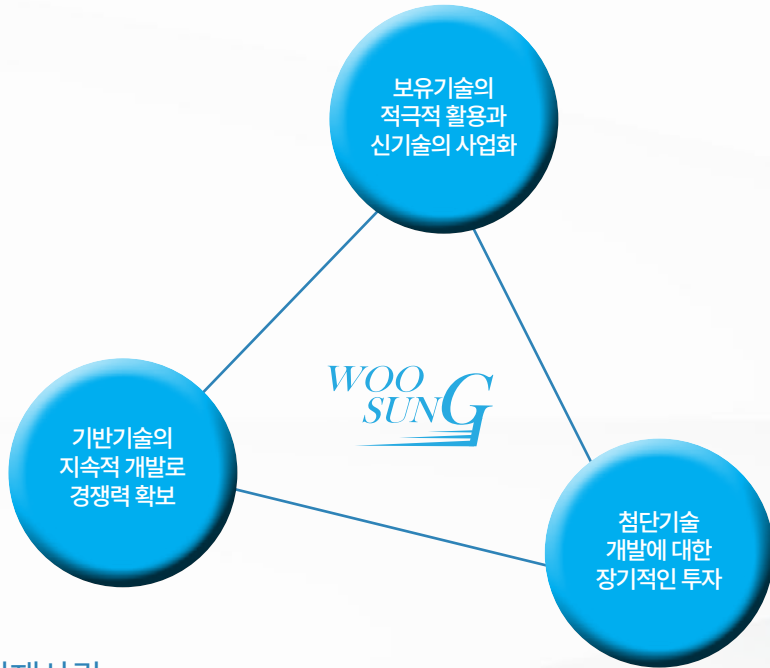 보유기술의
적극적 활용과
신기술의 사업화
WOO
SUNG
기반기술의
지속적 개발로
경쟁력 확보
첨단기술
개발에 대한
장기적인 투자